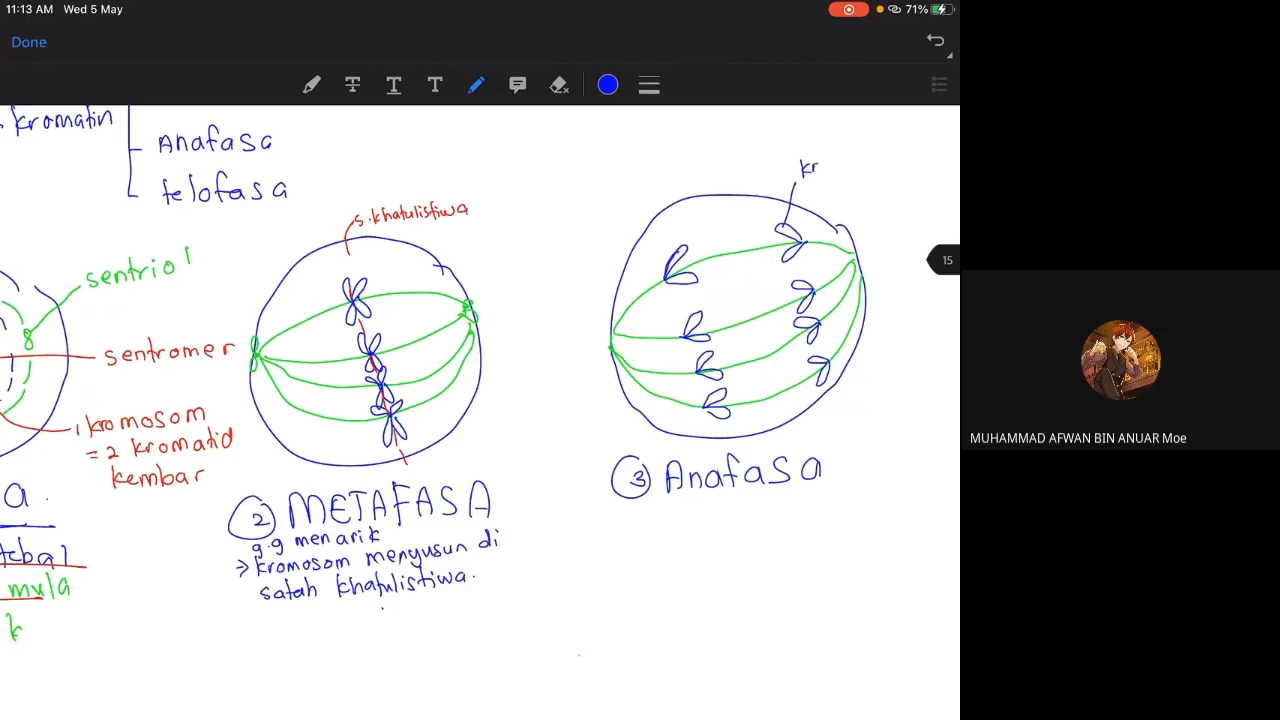 11:13 AM Wed 5 May
71%
Done
T T T
15
kromatin
Anafasa
telofasa
s. khatulistiwa
kr
sentriol
sentromer
1 kromosom
= 2 kromatid
kembar
a.
mula
k
2 METAFASA
g.g menarik
→ kromosom menyusun di
satah khatulistiwa.
3 Anafasa
MUHAMMAD AFWAN BIN ANUAR Moe